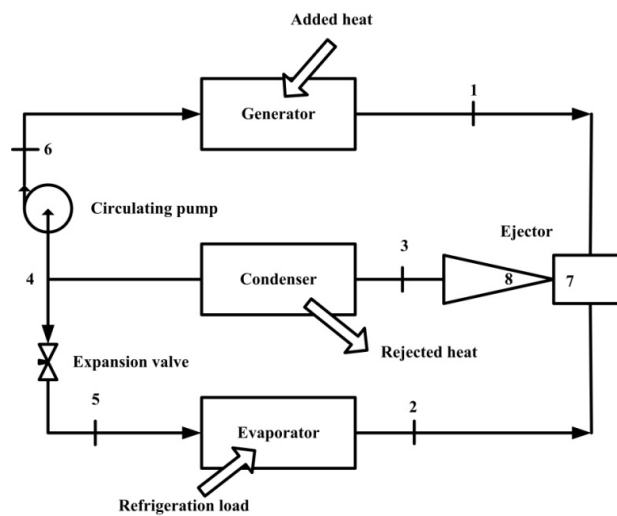 Added heat
Generator
1
6
Circulating pump
Ejector
3
4
Condenser
8
7
Rejected heat
Expansion valve
5
2
Evaporator
Refrigeration load